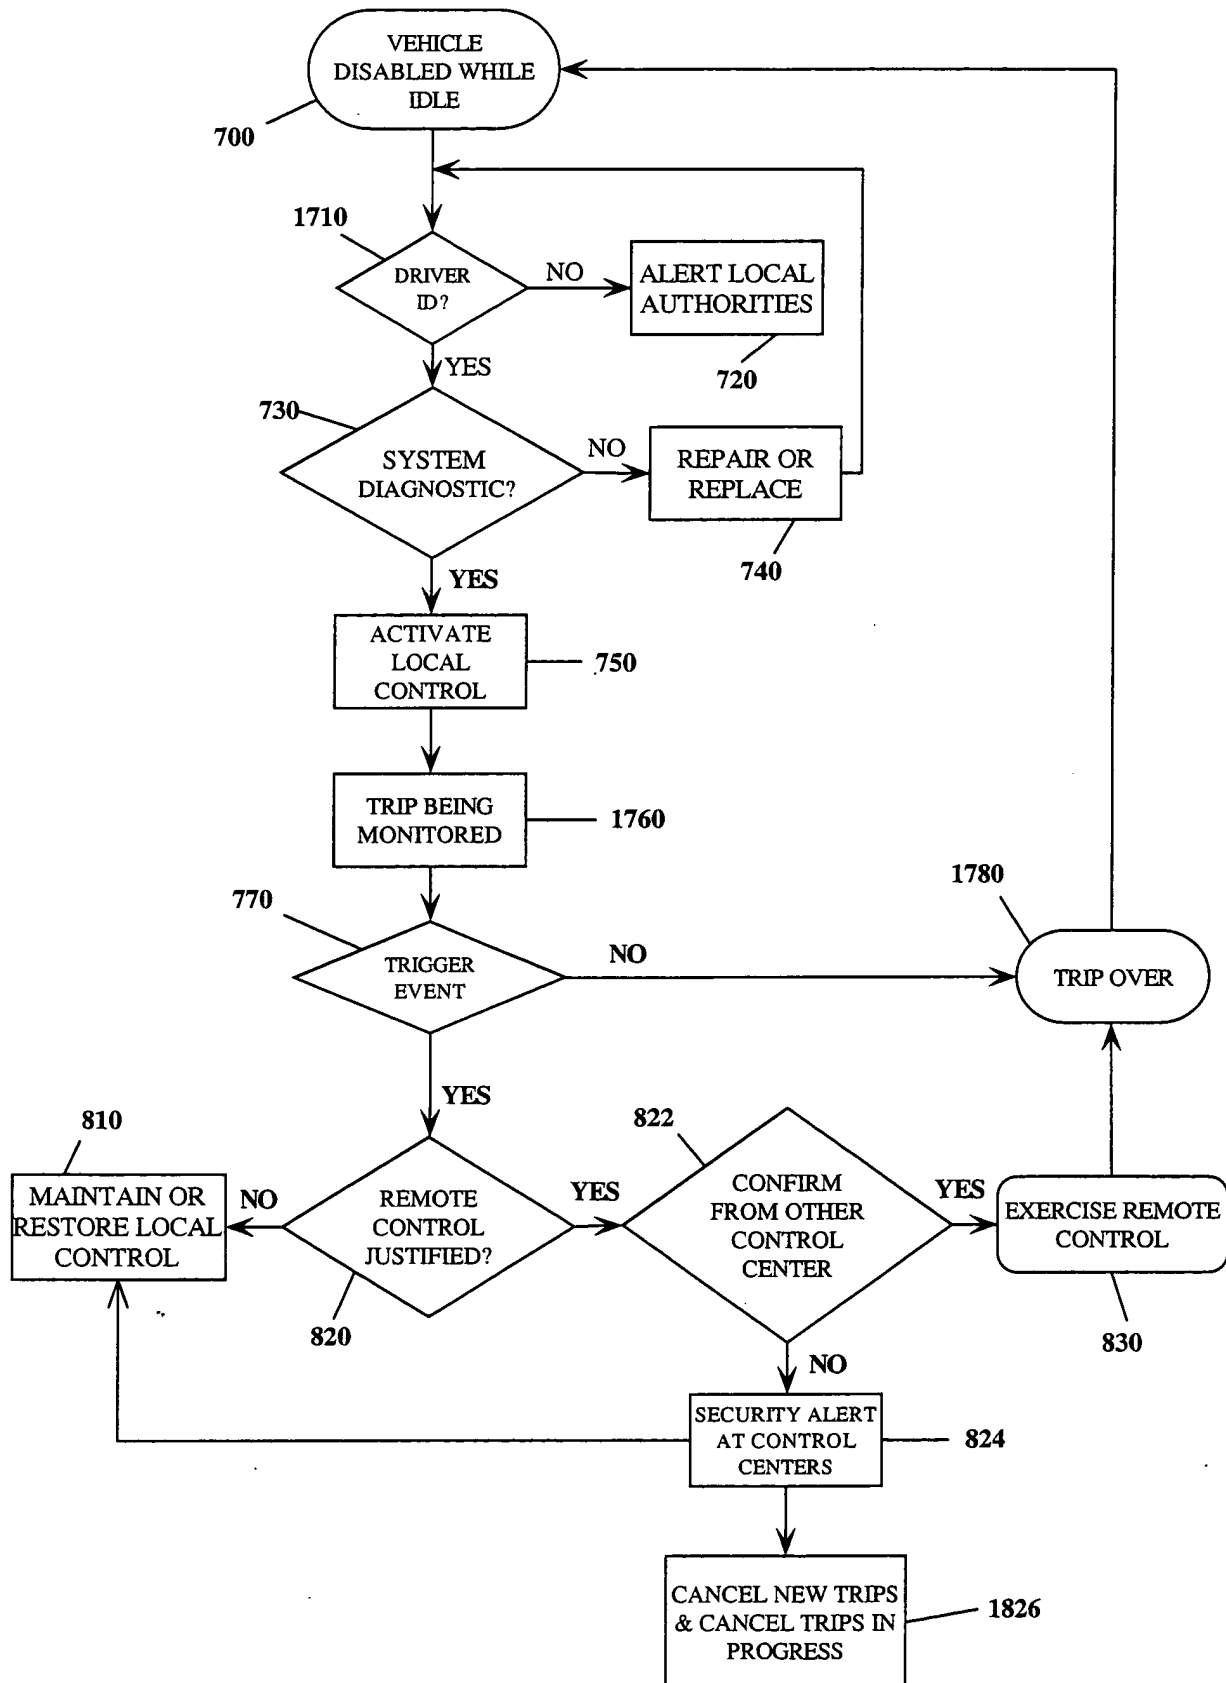 VEHICLE
DISABLED WHILE
IDLE
700
1710
DRIVER
ID?
NO
ALERT LOCAL
AUTHORITIES
720
YES
730
SYSTEM
DIAGNOSTIC?
NO
REPAIR OR
REPLACE
740
YES
ACTIVATE
LOCAL
CONTROL
750
TRIP BEING
MONITORED
1760
770
TRIGGER
EVENT
NO
1780
TRIP OVER
YES
810
MAINTAIN OR
RESTORE LOCAL
CONTROL
NO
REMOTE
CONTROL
JUSTIFIED?
820
YES
822
CONFIRM
FROM OTHER
CONTROL
CENTER
YES
EXERCISE REMOTE
CONTROL
830
NO
SECURITY ALERT
AT CONTROL
CENTERS
824
CANCEL NEW TRIPS
& CANCEL TRIPS IN
PROGRESS
1826